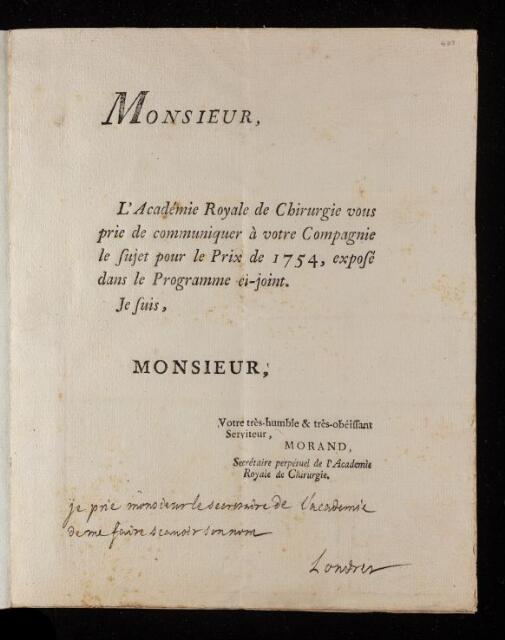 MONSIEUR,
L'Académie Royale de Chirurgie vous
prie de communiquer à votre Compagnie
le ſujet pour le Prix de 1754, expoſé
dans le Programme ci-joint.
Je ſuis,
MONSIEUR,
Votre très-humble & très-obéiſſant
Serviteur,
MORAND,
Secrétaire perpétuel de l'Académie
Royale de Chirurgie.
je prie monsieur le secretaire de l'academie
de me faire scavoir son nom
Londres